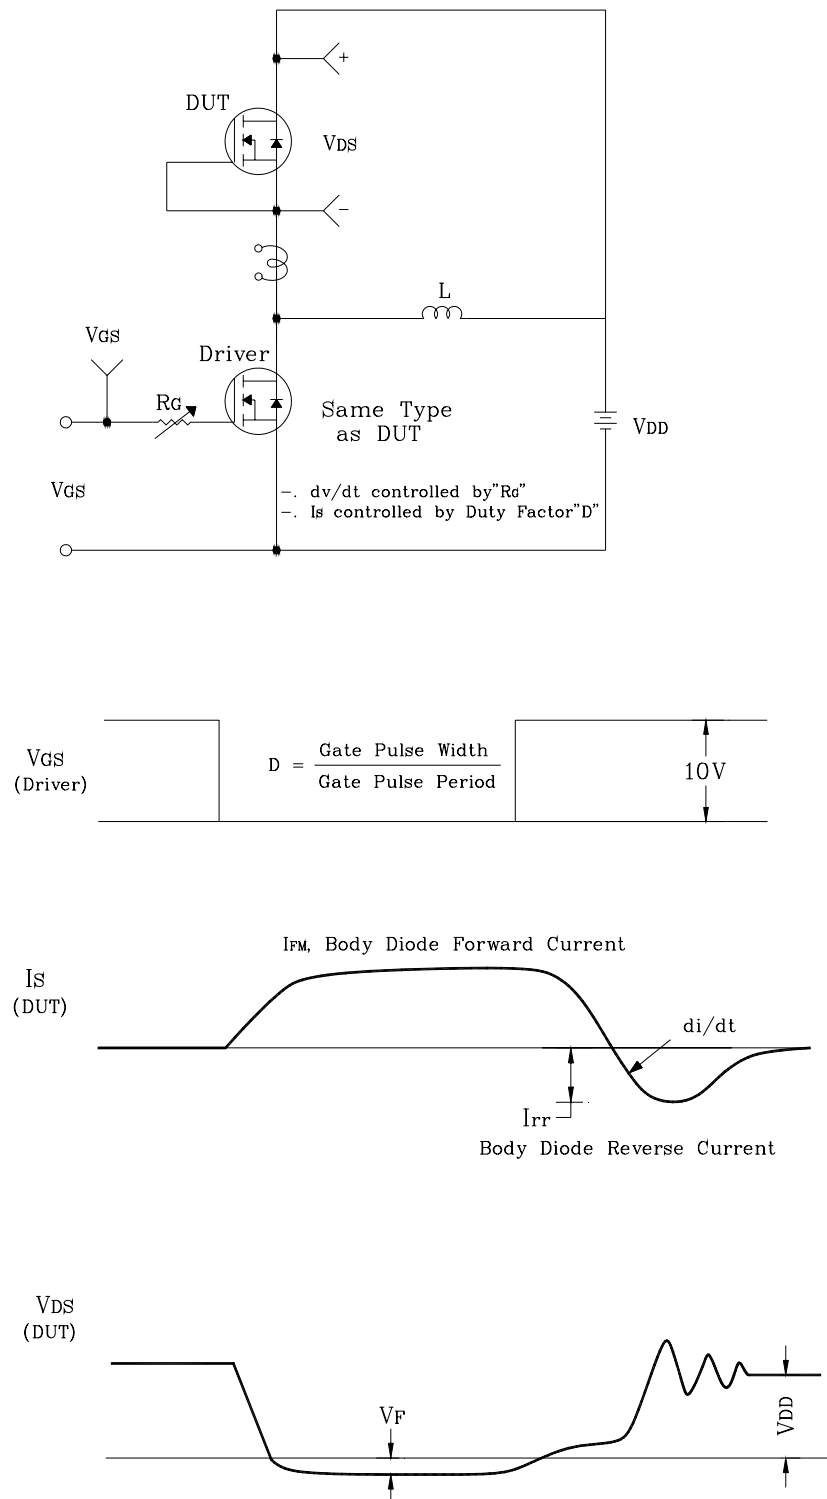 +
DUT
VDS
-
L
VGS
Driver
RG
Same Type
as DUT
VDD
VGS
-. dv/dt controlled by"RG"
-. IS controlled by Duty Factor"D"
VGS
(Driver)
D = Gate Pulse Width
Gate Pulse Period
10V
IFM, Body Diode Forward Current
IS
(DUT)
di/dt
Irr
Body Diode Reverse Current
VDS
(DUT)
VF
VDD